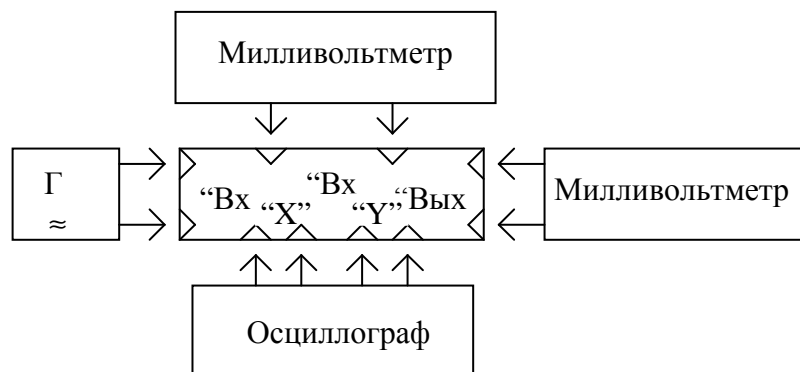 Милливольтметр
Г
≈
“Вх
“X”
“Вх
“Y”
“Вых
Милливольтметр
Осциллограф